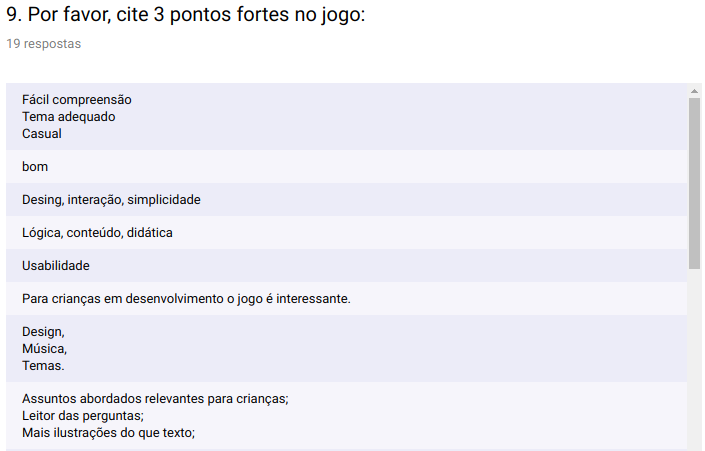 9. Por favor, cite 3 pontos fortes no jogo:
19 respostas
Fácil compreensão
Tema adequado
Casual
bom
Desing, interação, simplicidade
Lógica, conteúdo, didática
Usabilidade
Para crianças em desenvolvimento o jogo é interessante.
Design,
Música,
Temas.
Assuntos abordados relevantes para crianças;
Leitor das perguntas;
Mais ilustrações do que texto;